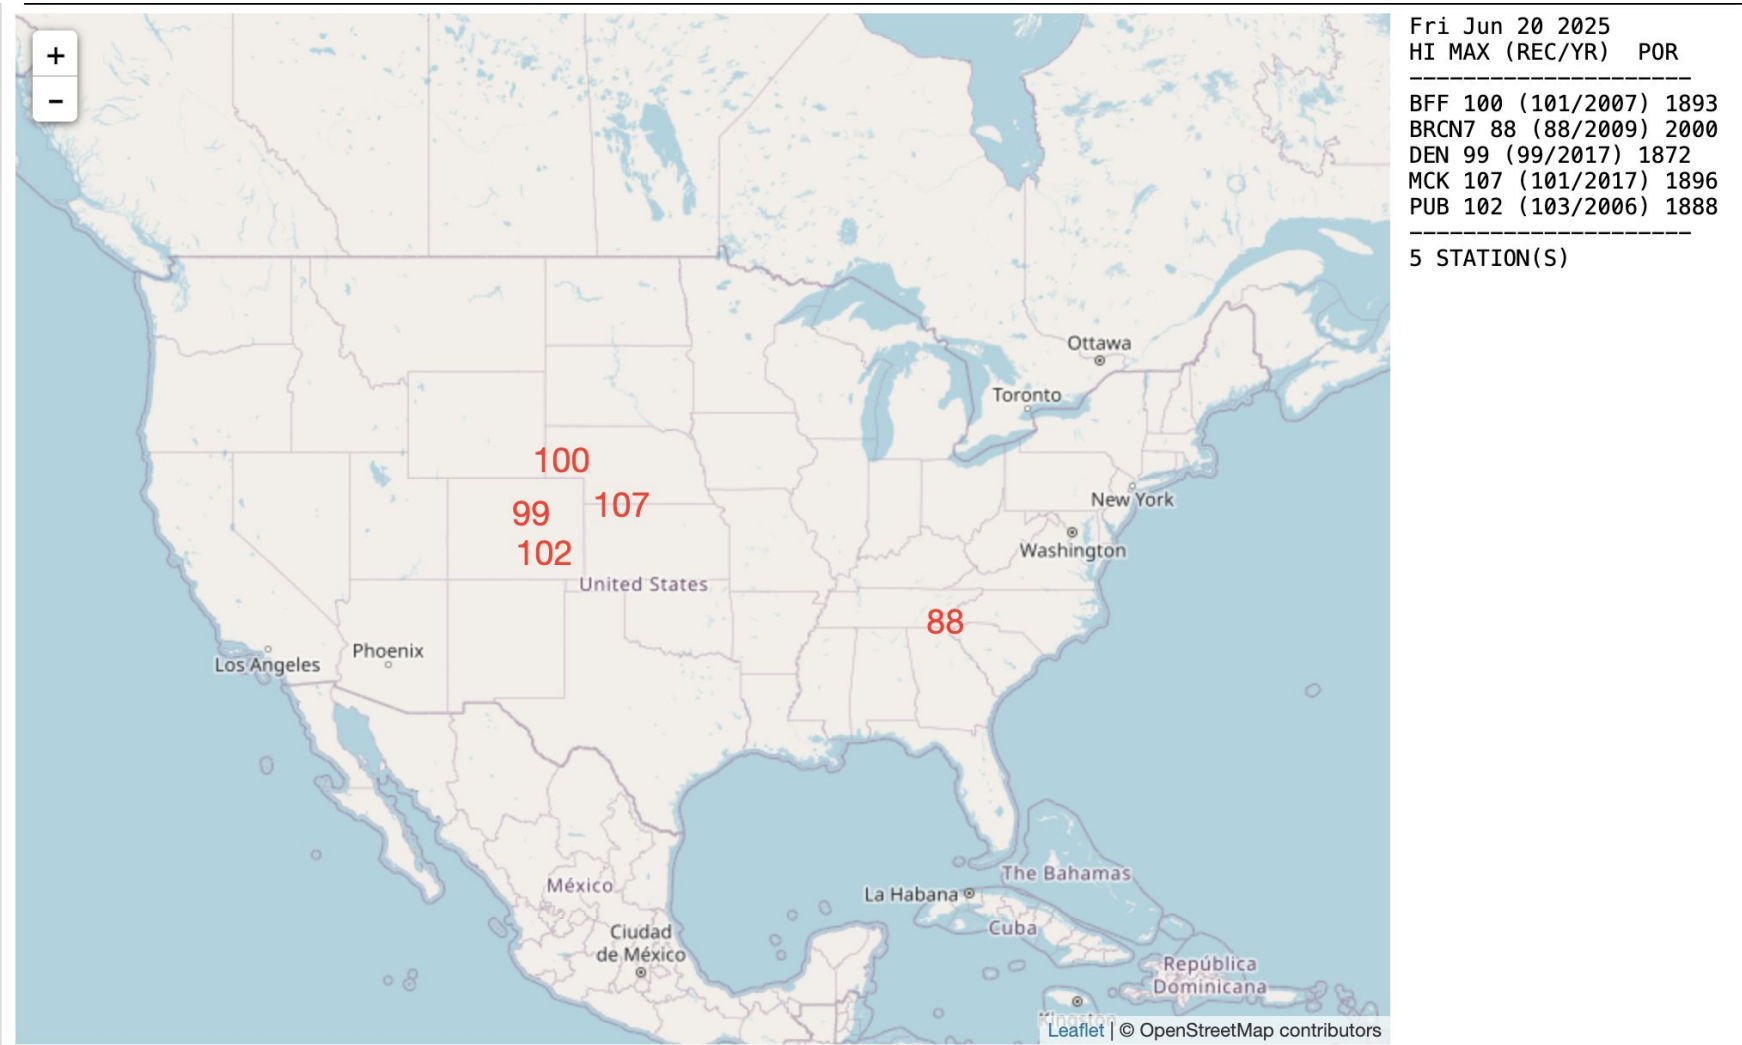 +
-
Ottawa
Toronto
New York
Washington
United States
Los Angeles
Phoenix
100
99
107
102
88
México
Ciudad
de México
La Habana
The Bahamas
Cuba
República
Dominicana
Kingston
Leaflet | © OpenStreetMap contributors
Fri Jun 20 2025
HI MAX (REC/YR)  POR
---------------------
BFF 100 (101/2007) 1893
BRCN7 88 (88/2009) 2000
DEN 99 (99/2017) 1872
MCK 107 (101/2017) 1896
PUB 102 (103/2006) 1888
---------------------
5 STATION(S)